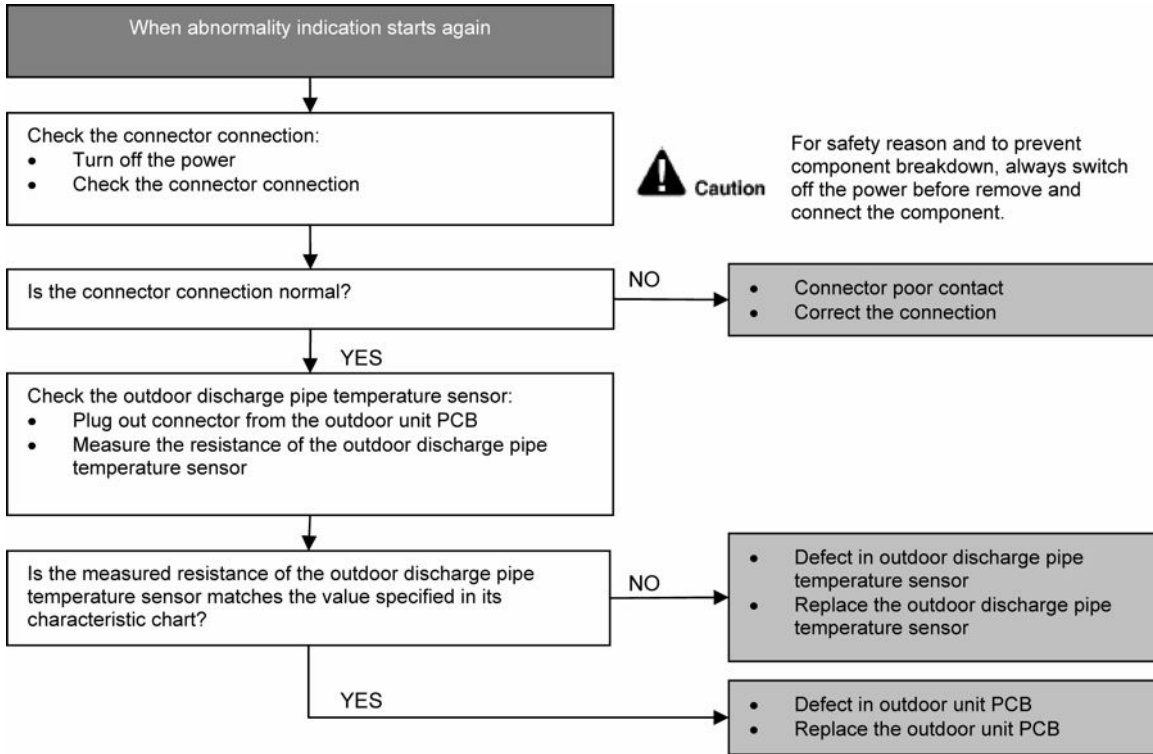 When abnormality indication starts again
Check the connector connection:
• Turn off the power
• Check the connector connection
Caution
For safety reason and to prevent
component breakdown, always switch
off the power before remove and
connect the component.
Is the connector connection normal?
NO
• Connector poor contact
• Correct the connection
YES
Check the outdoor discharge pipe temperature sensor:
• Plug out connector from the outdoor unit PCB
• Measure the resistance of the outdoor discharge pipe
temperature sensor
Is the measured resistance of the outdoor discharge pipe
temperature sensor matches the value specified in its
characteristic chart?
NO
• Defect in outdoor discharge pipe
temperature sensor
• Replace the outdoor discharge pipe
temperature sensor
YES
• Defect in outdoor unit PCB
• Replace the outdoor unit PCB